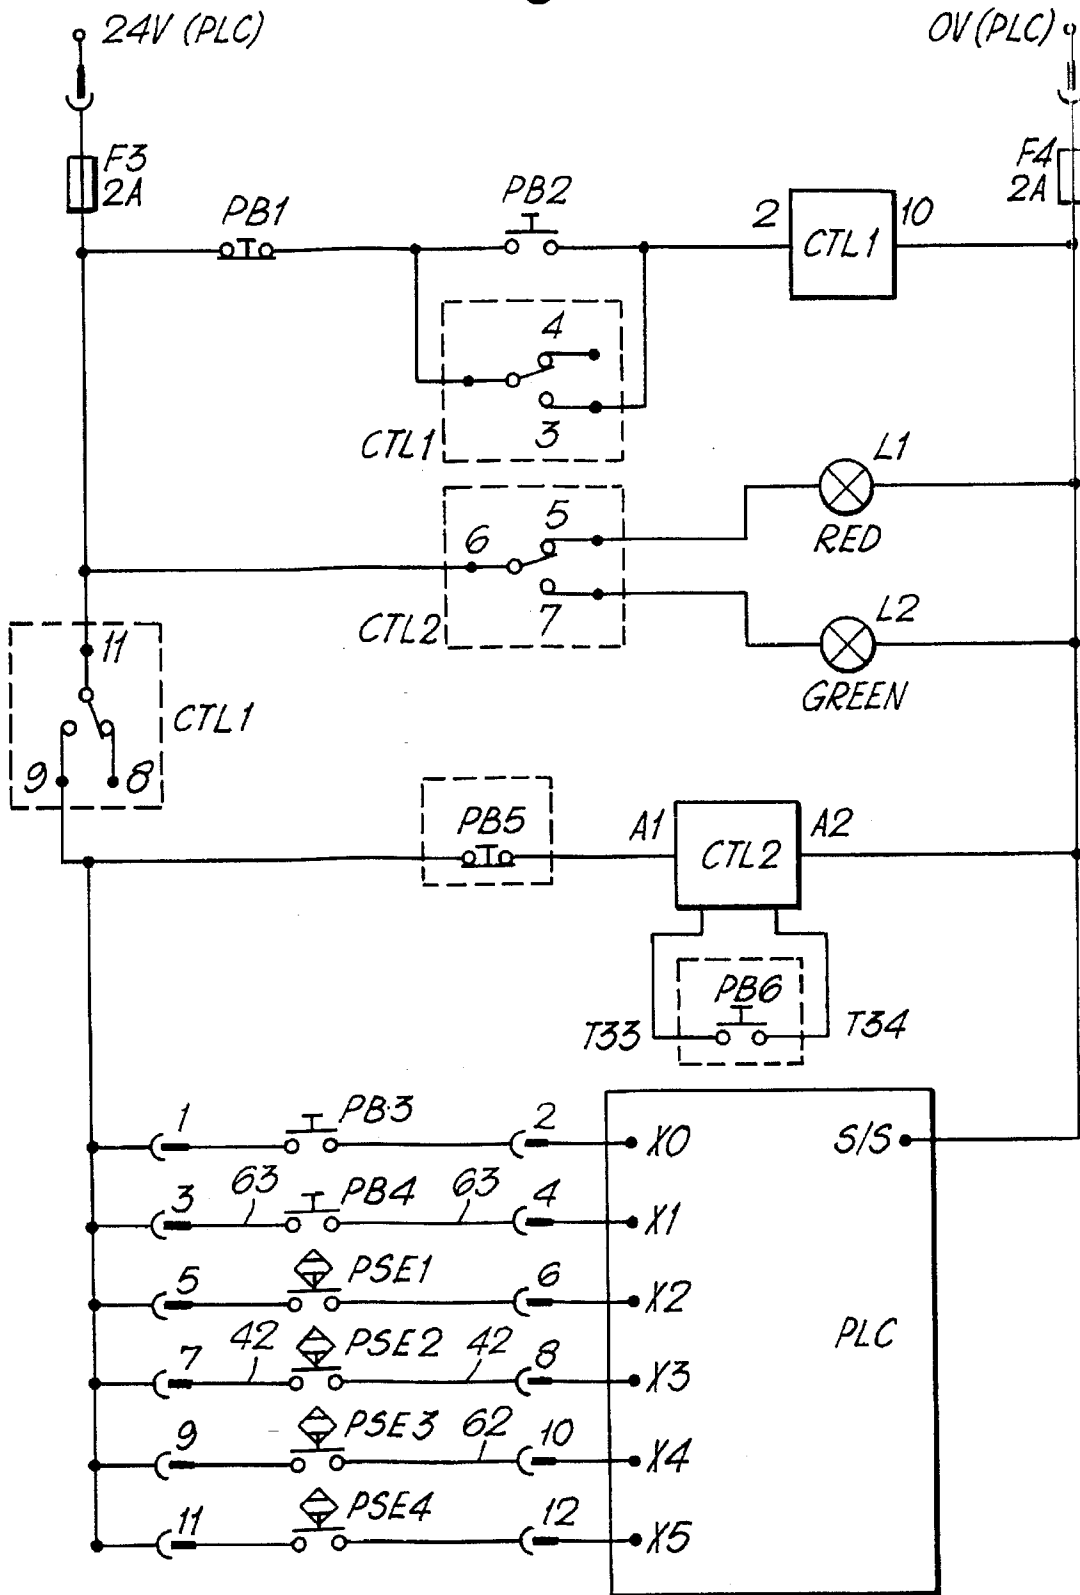 24V (PLC)
0V (PLC)
F3
2A
F4
2A
PB1
PB2
2
CTL1
10
4
3
CTL1
L1
RED
6
5
7
CTL2
L2
GREEN
11
CTL1
9
8
PB5
A1
CTL2
A2
PB6
T33
T34
1
PB3
2
X0
S/S
3
63
PB4
63
4
X1
5
PSE1
6
X2
PLC
7
42
PSE2
42
8
X3
9
PSE3
62
10
X4
11
PSE4
12
X5